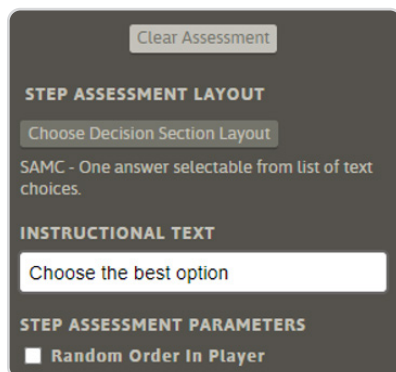 Clear Assessment
STEP ASSESSMENT LAYOUT
Choose Decision Section Layout
SAMC - One answer selectable from list of text
choices.
INSTRUCTIONAL TEXT
Choose the best option
STEP ASSESSMENT PARAMETERS
Random Order In Player